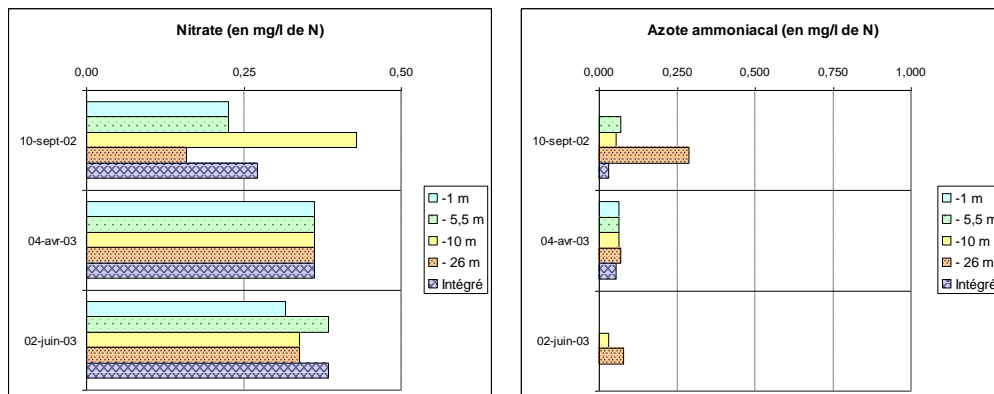 Nitrate (en mg/l de N)
0,00 0,25 0,50
10-sept-02
04-avr-03
02-juin-03
-1 m
- 5,5 m
-10 m
- 26 m
Intégré
Azote ammoniacal (en mg/l de N)
0,000 0,250 0,500 0,750 1,000
10-sept-02
04-avr-03
02-juin-03
-1 m
- 5,5 m
-10 m
- 26 m
Intégré